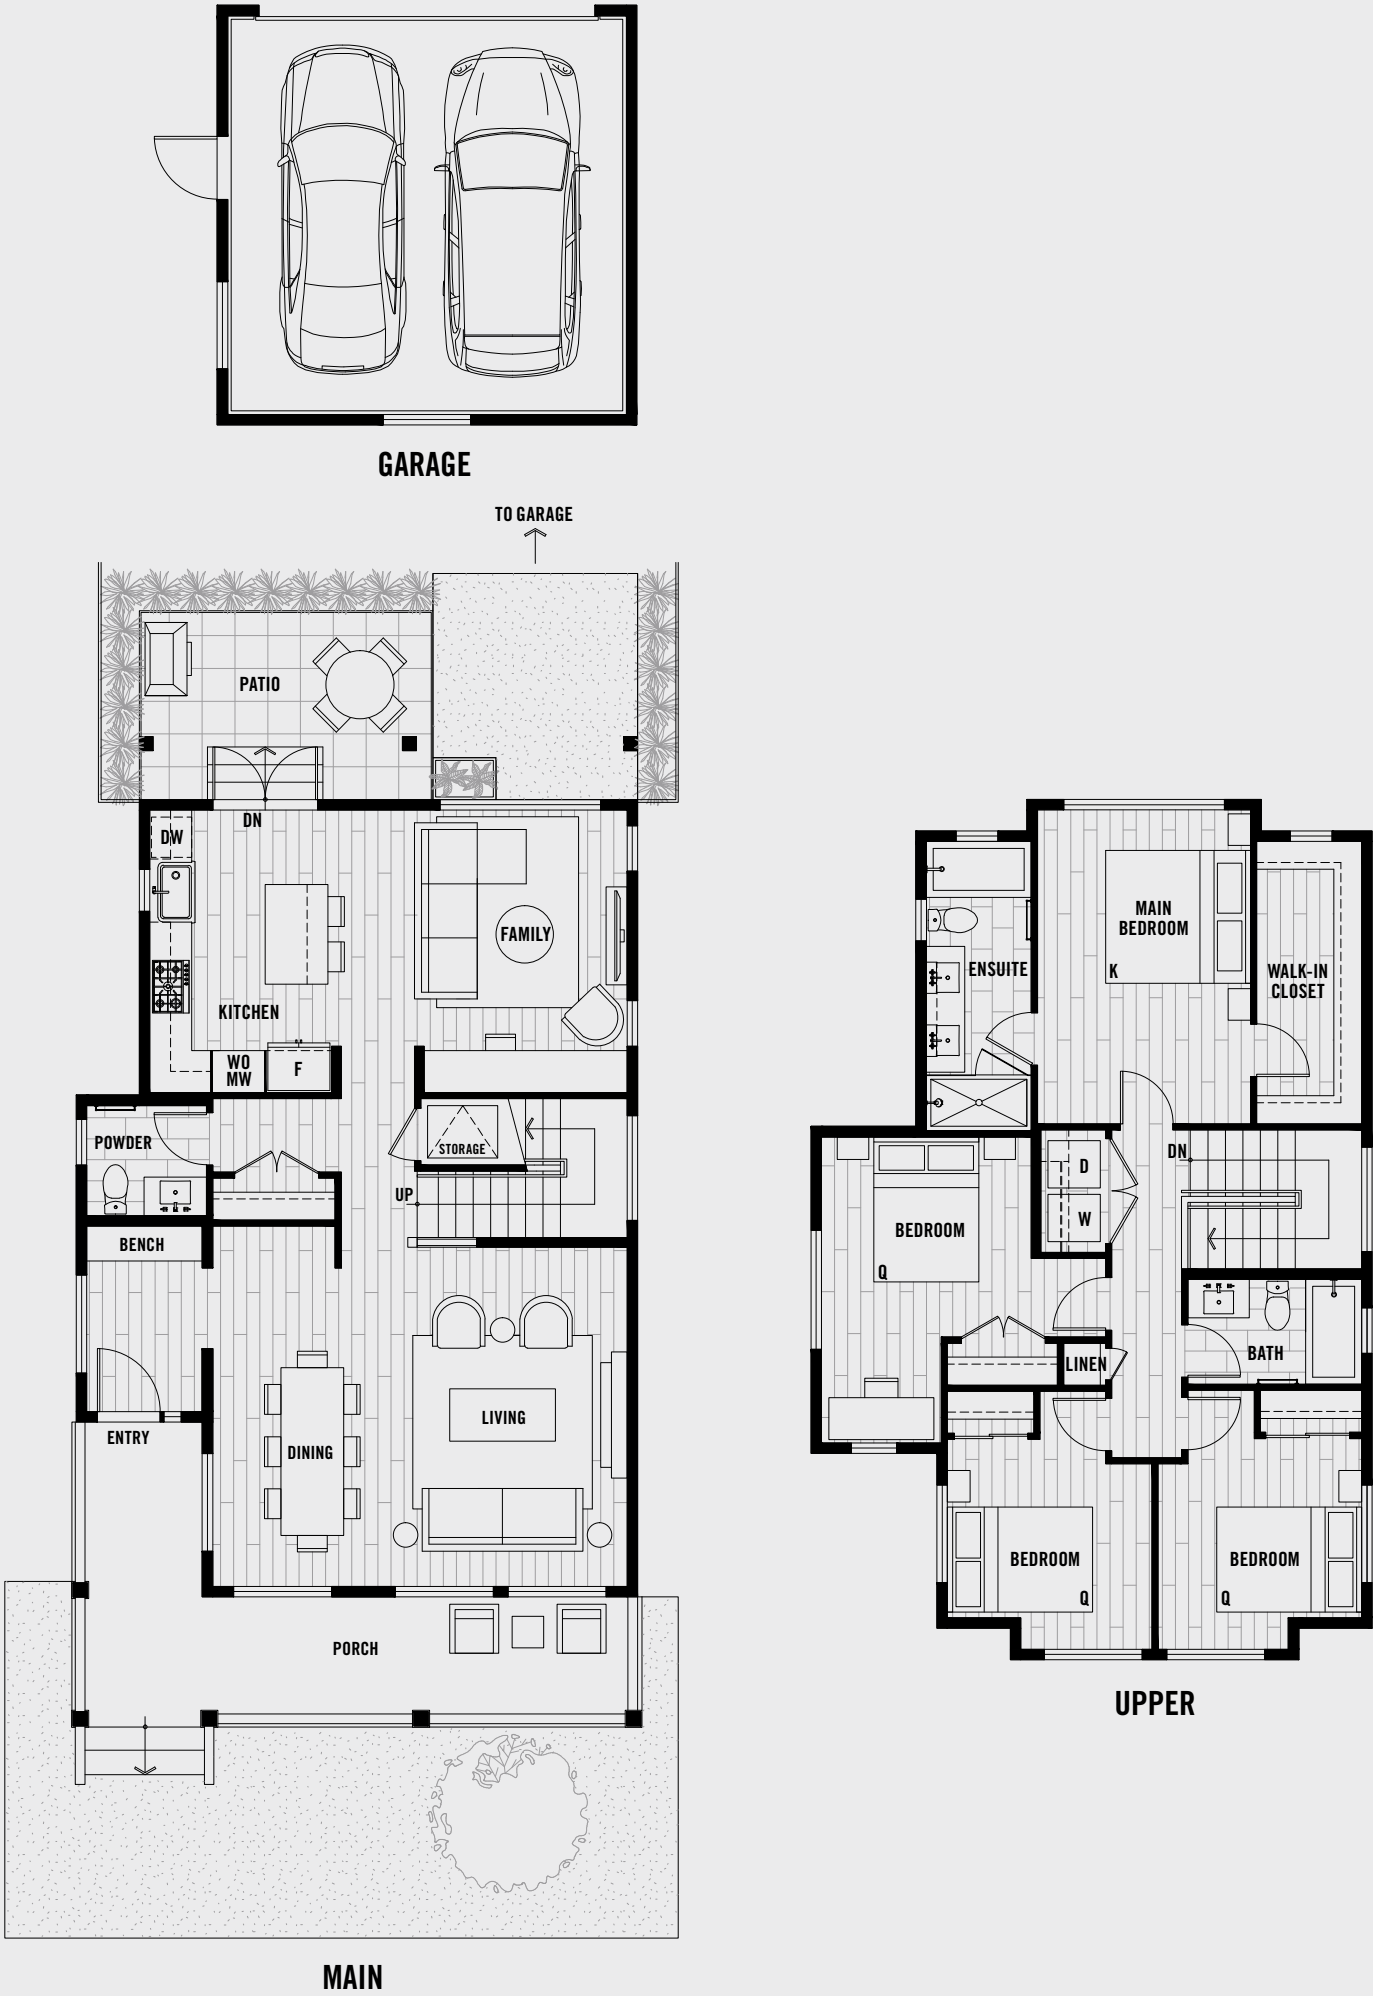 GARAGE
TO GARAGE
PATIO
DN
DW
FAMILY
KITCHEN
WO
MW
F
POWDER
STORAGE
UP
BENCH
LIVING
DINING
ENTRY
PORCH
MAIN
MAIN
BEDROOM
K
ENSUITE
WALK-IN
CLOSET
D
DN
W
BEDROOM
Q
LINEN
BATH
BEDROOM
Q
BEDROOM
Q
UPPER